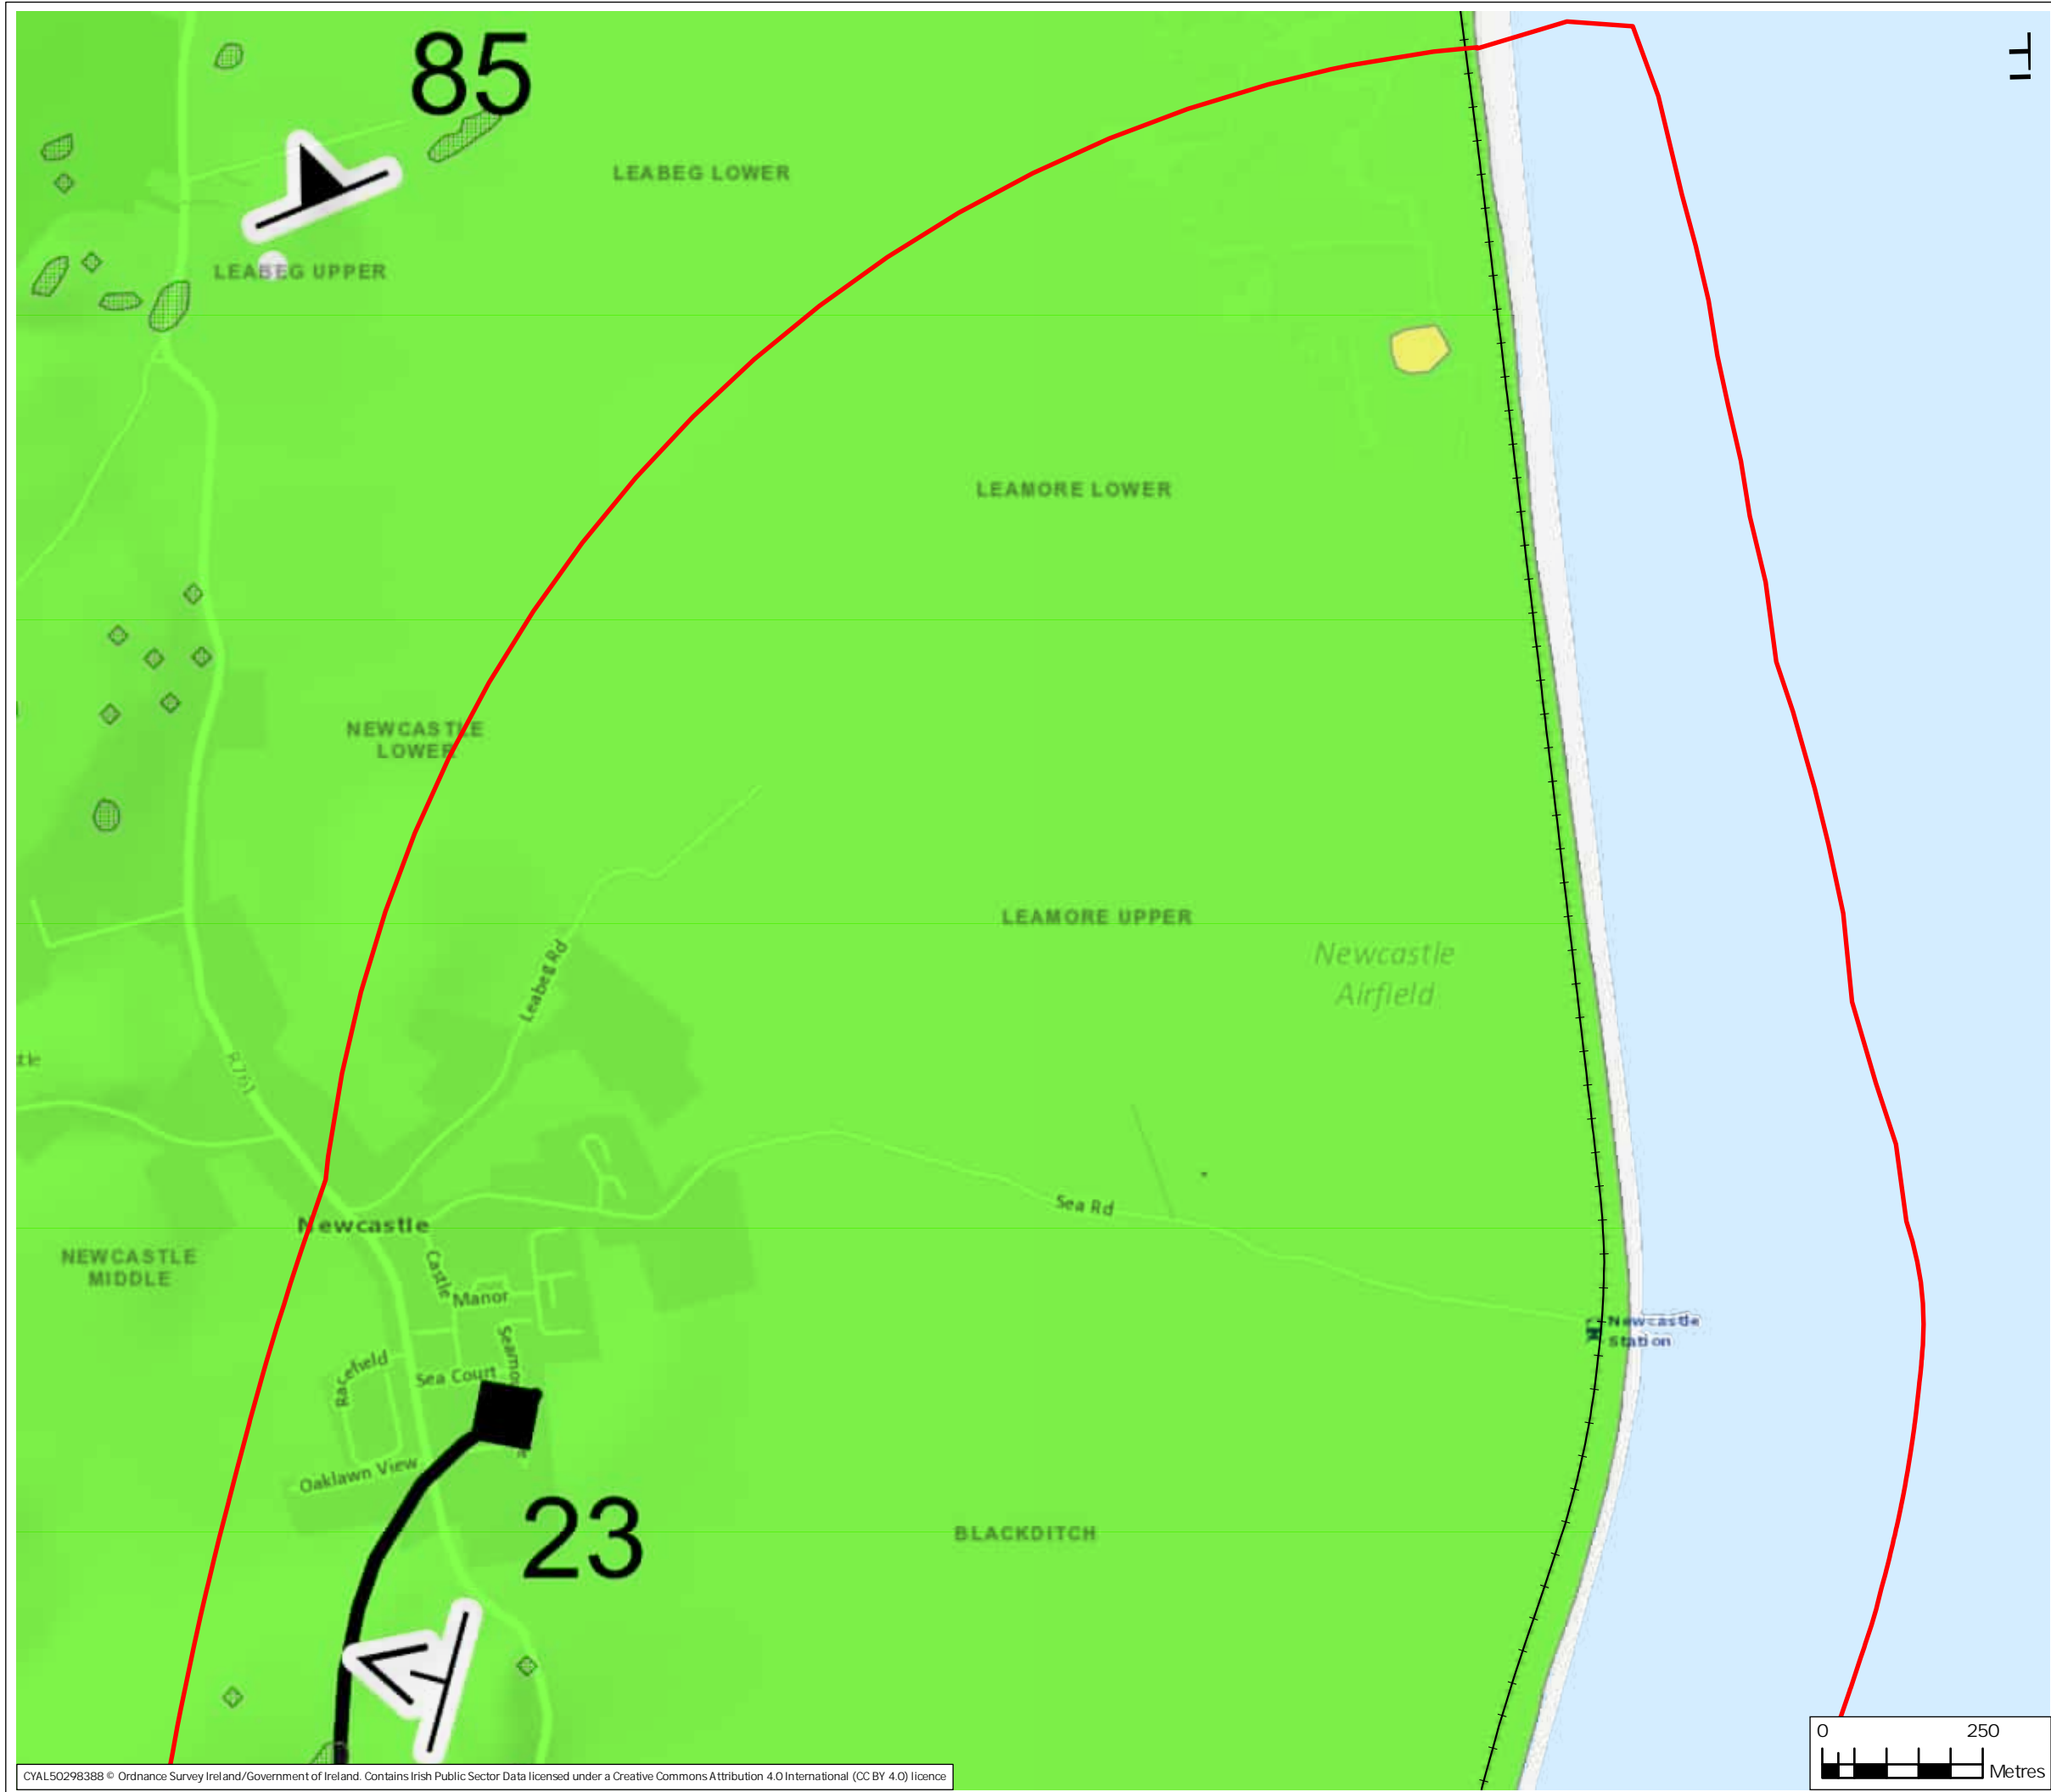 85
LEABEG LOWER
LEABEG UPPER
LEAMORE LOWER
NEWCASTLE
LOWER
LEAMORE UPPER
Newcastle
Airfield
Leabeg Rd
tle
R761
Sea Rd
Newcastle
NEWCASTLE
MIDDLE
Castle
Manor
Newcastle
Station
Racefield
Sea Court
Oaklawn View
23
BLACKDITCH
0 250
Metres
CYAL50298388 © Ordnance Survey Ireland/Government of Ireland. Contains Irish Public Sector Data licensed under a Creative Commons Attribution 4.0 International (CC BY 4.0) licence